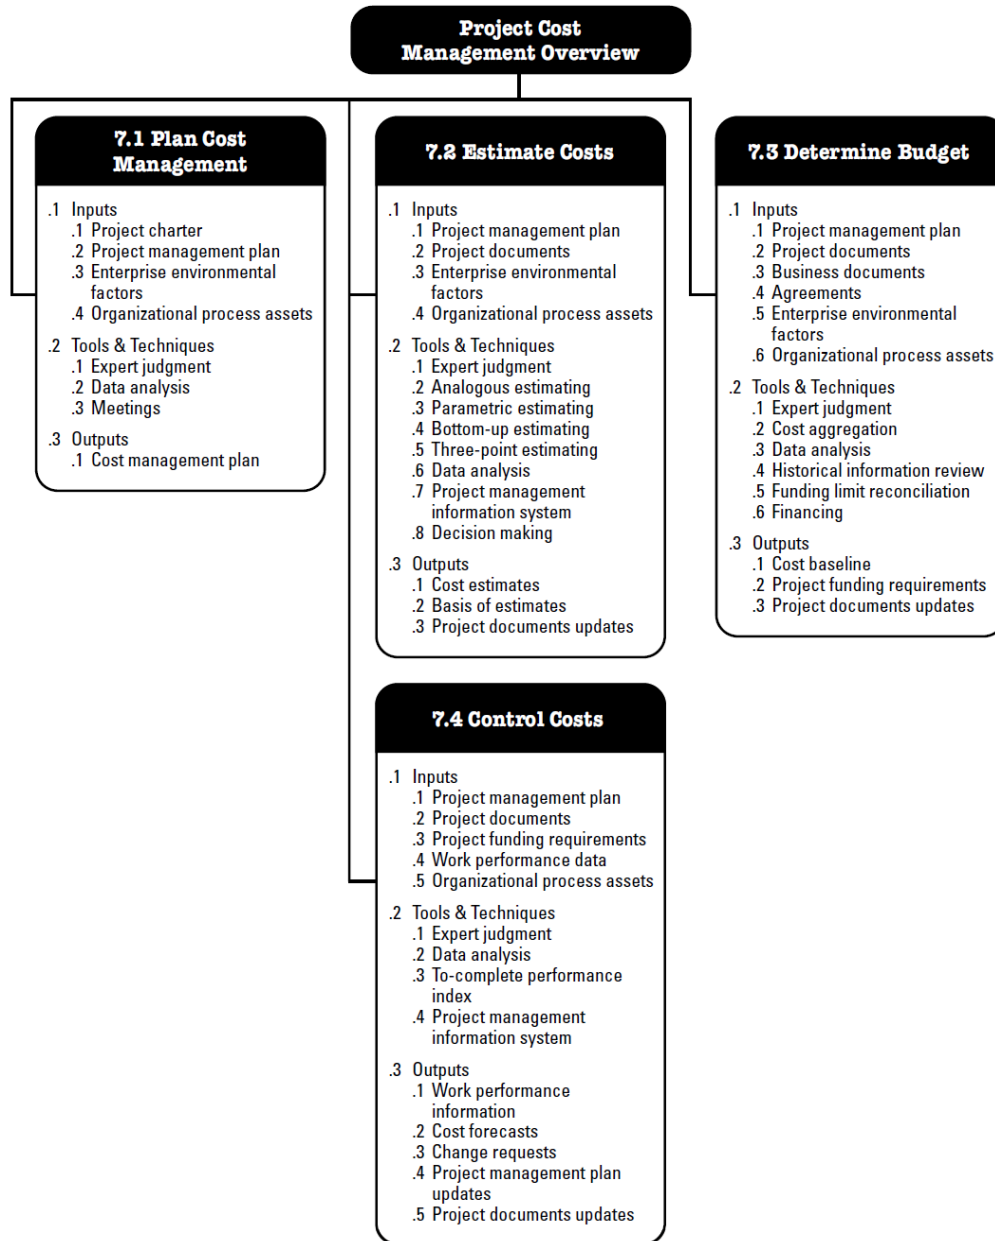 Project Cost
Management Overview
7.1 Plan Cost
Management
.1 Inputs
.1 Project charter
.2 Project management plan
.3 Enterprise environmental
factors
.4 Organizational process assets
.2 Tools & Techniques
.1 Expert judgment
.2 Data analysis
.3 Meetings
.3 Outputs
.1 Cost management plan
7.2 Estimate Costs
.1 Inputs
.1 Project management plan
.2 Project documents
.3 Enterprise environmental
factors
.4 Organizational process assets
.2 Tools & Techniques
.1 Expert judgment
.2 Analogous estimating
.3 Parametric estimating
.4 Bottom-up estimating
.5 Three-point estimating
.6 Data analysis
.7 Project management
information system
.8 Decision making
.3 Outputs
.1 Cost estimates
.2 Basis of estimates
.3 Project documents updates
7.3 Determine Budget
.1 Inputs
.1 Project management plan
.2 Project documents
.3 Business documents
.4 Agreements
.5 Enterprise environmental
factors
.6 Organizational process assets
.2 Tools & Techniques
.1 Expert judgment
.2 Cost aggregation
.3 Data analysis
.4 Historical information review
.5 Funding limit reconciliation
.6 Financing
.3 Outputs
.1 Cost baseline
.2 Project funding requirements
.3 Project documents updates
7.4 Control Costs
.1 Inputs
.1 Project management plan
.2 Project documents
.3 Project funding requirements
.4 Work performance data
.5 Organizational process assets
.2 Tools & Techniques
.1 Expert judgment
.2 Data analysis
.3 To-complete performance
index
.4 Project management
information system
.3 Outputs
.1 Work performance
information
.2 Cost forecasts
.3 Change requests
.4 Project management plan
updates
.5 Project documents updates